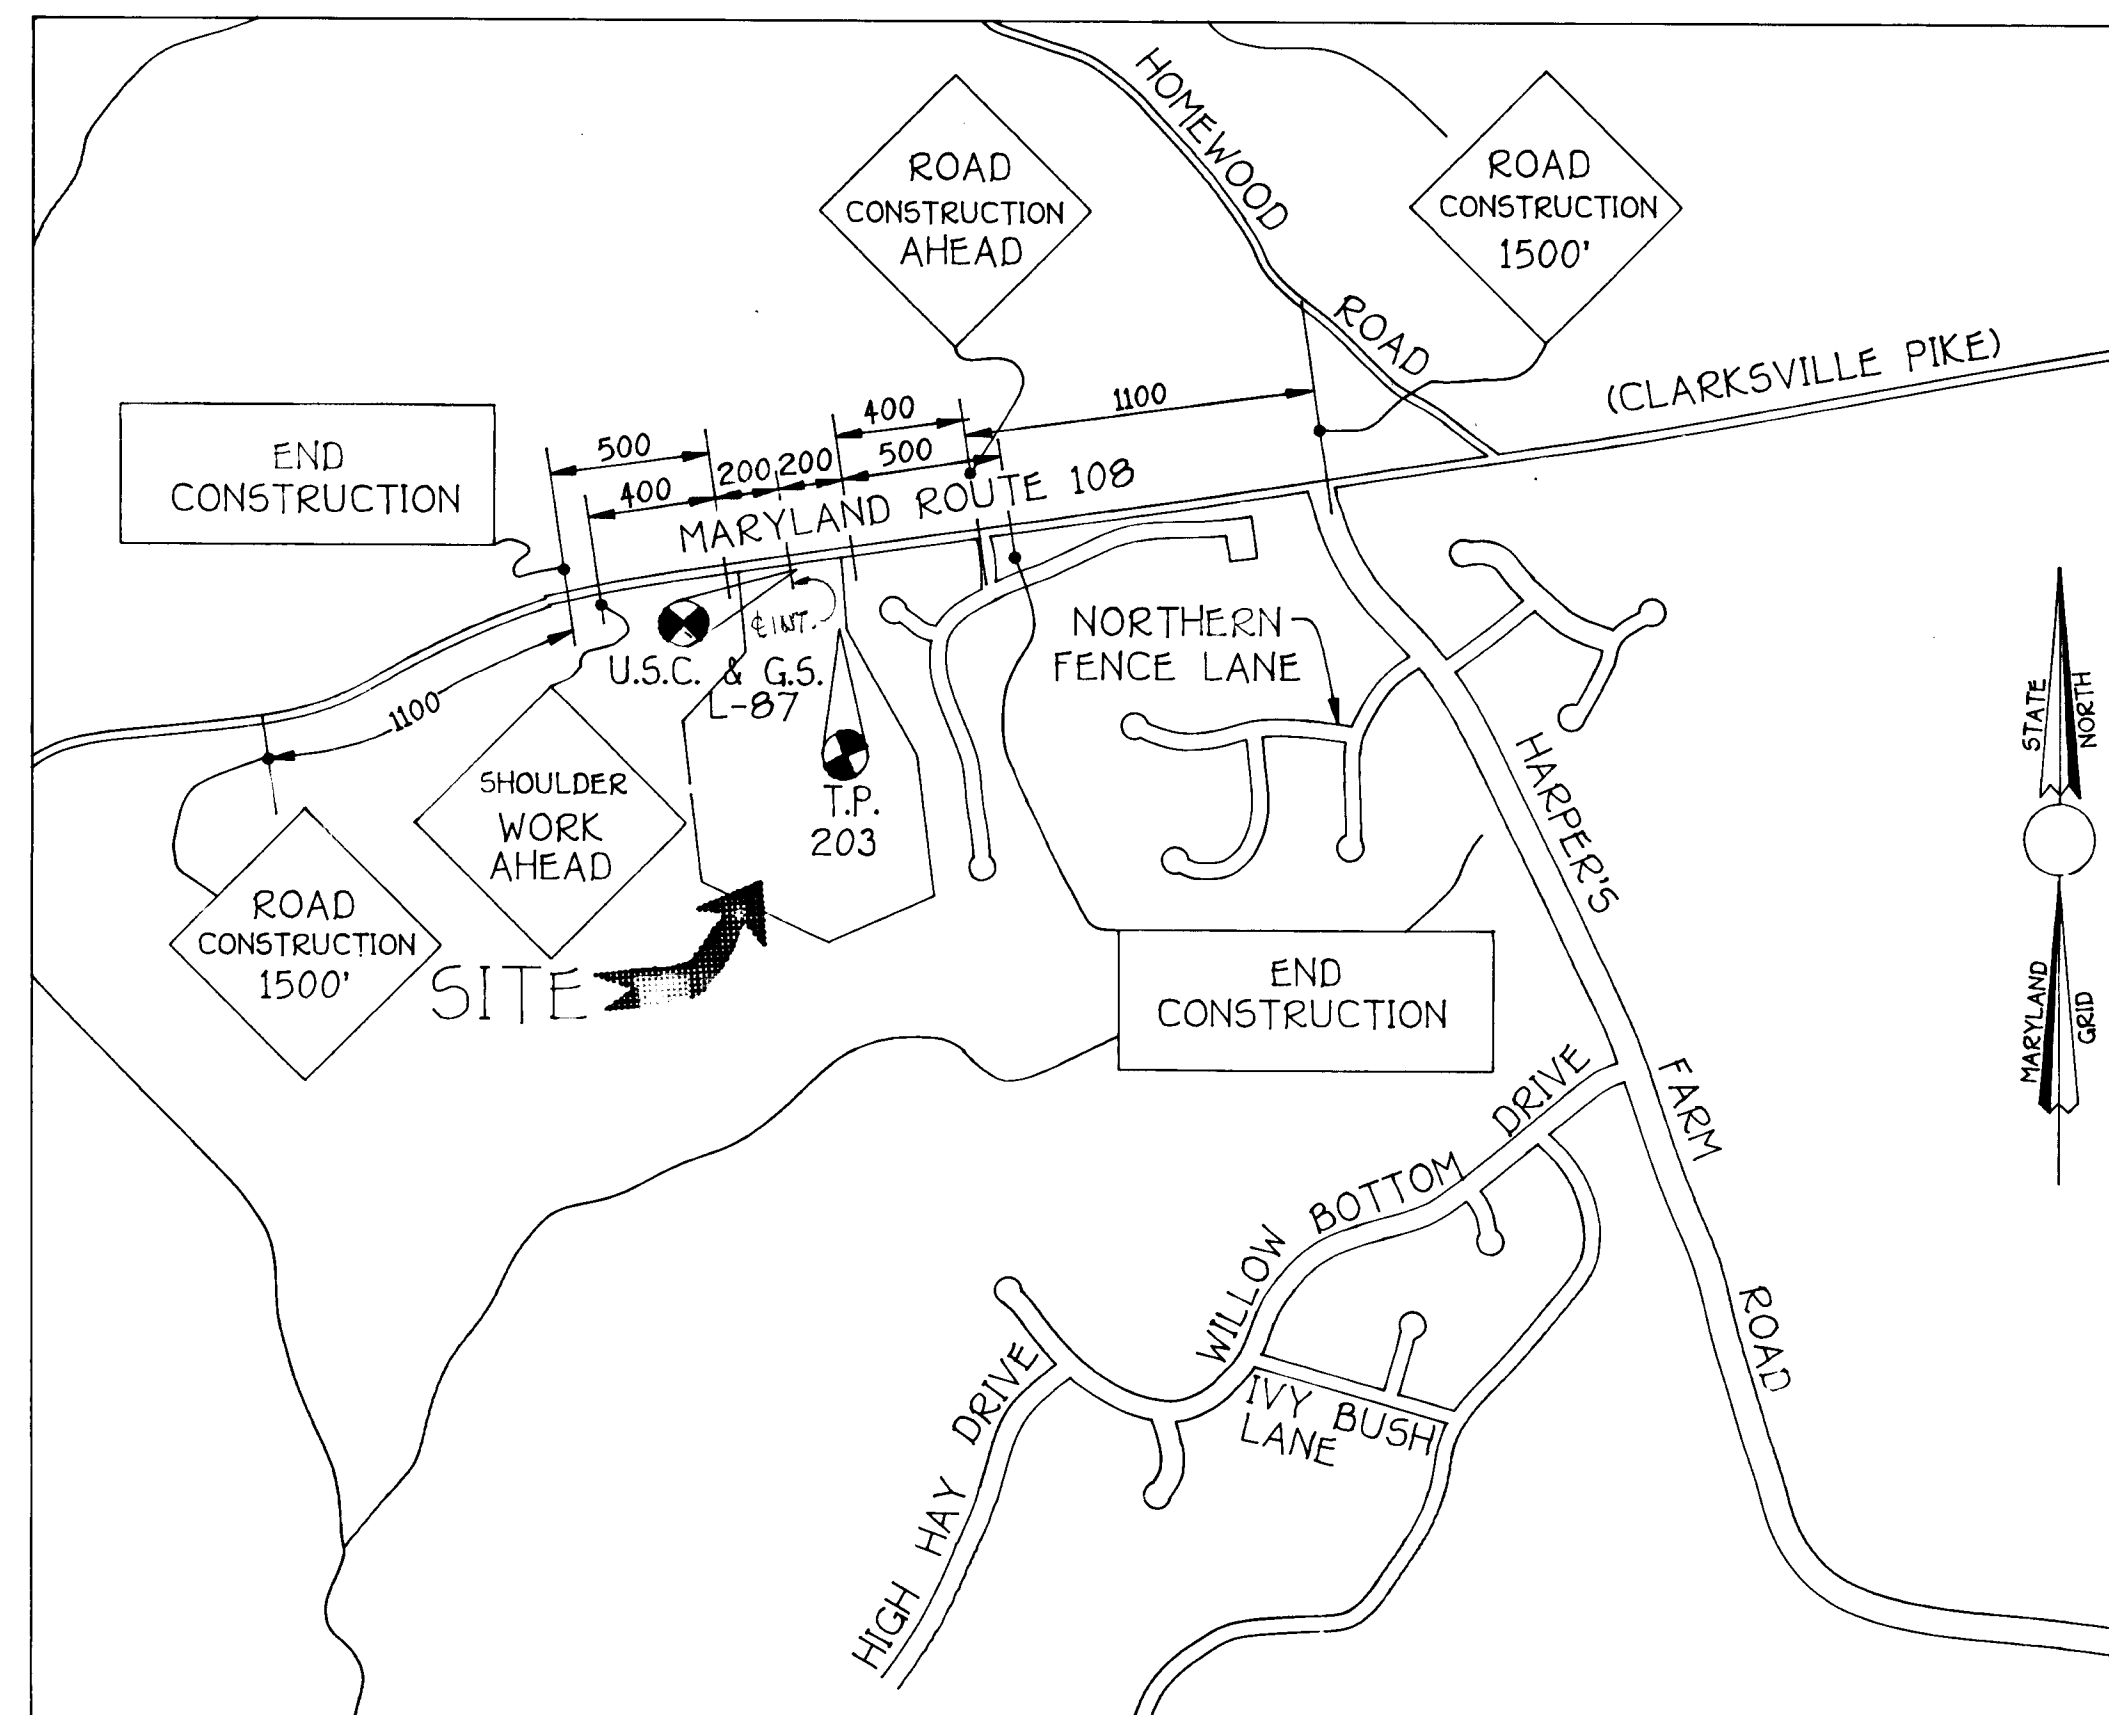 HOMEWOOD ROAD
ROAD
CONSTRUCTION
AHEAD
ROAD
CONSTRUCTION
1500'
(CLARKSVILLE PIKE)
END
CONSTRUCTION
1100
400
500
500
200
200
400
MARYLAND ROUTE 108
℄ INT.
U.S.C. & G.S.
L-87
NORTHERN
FENCE LANE
1100
T.P.
203
SHOULDER
WORK
AHEAD
ROAD
CONSTRUCTION
1500'
SITE
END
CONSTRUCTION
HARPER'S FARM ROAD
STATE
NORTH
MARYLAND
GRID
WILLOW BOTTOM DRIVE
IVY BUSH
LANE
HIGH HAY DRIVE